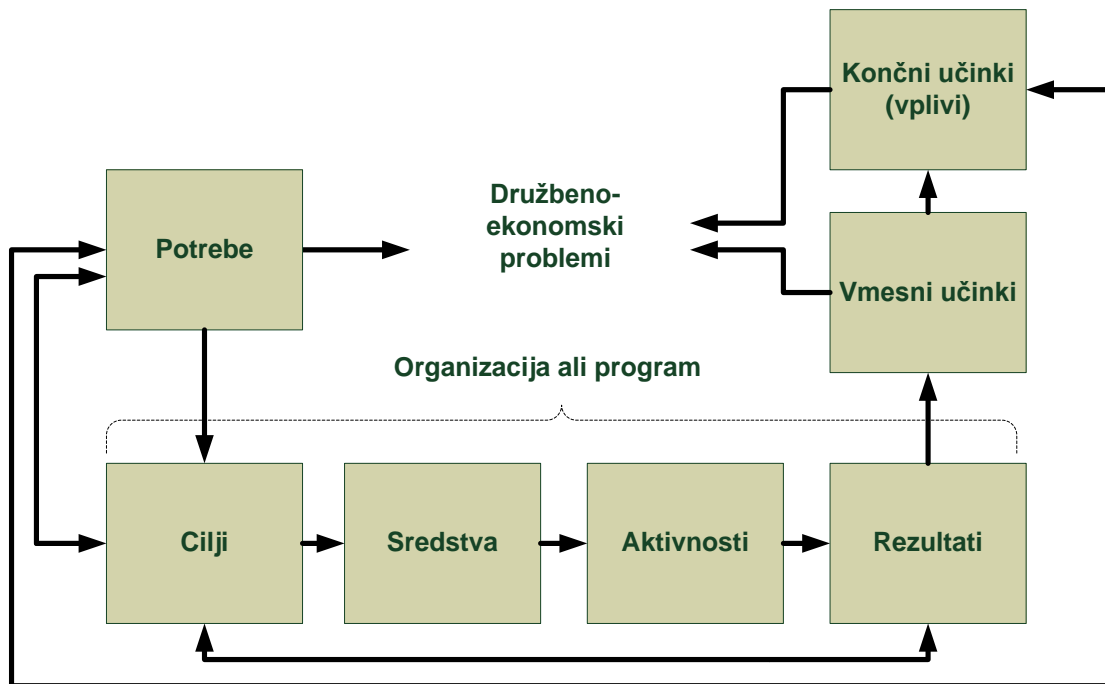 Končni učinki
(vplivi)
Družbeno-
ekonomski
problemi
Potrebe
Vmesni učinki
Organizacija ali program
Cilji
Sredstva
Aktivnosti
Rezultati